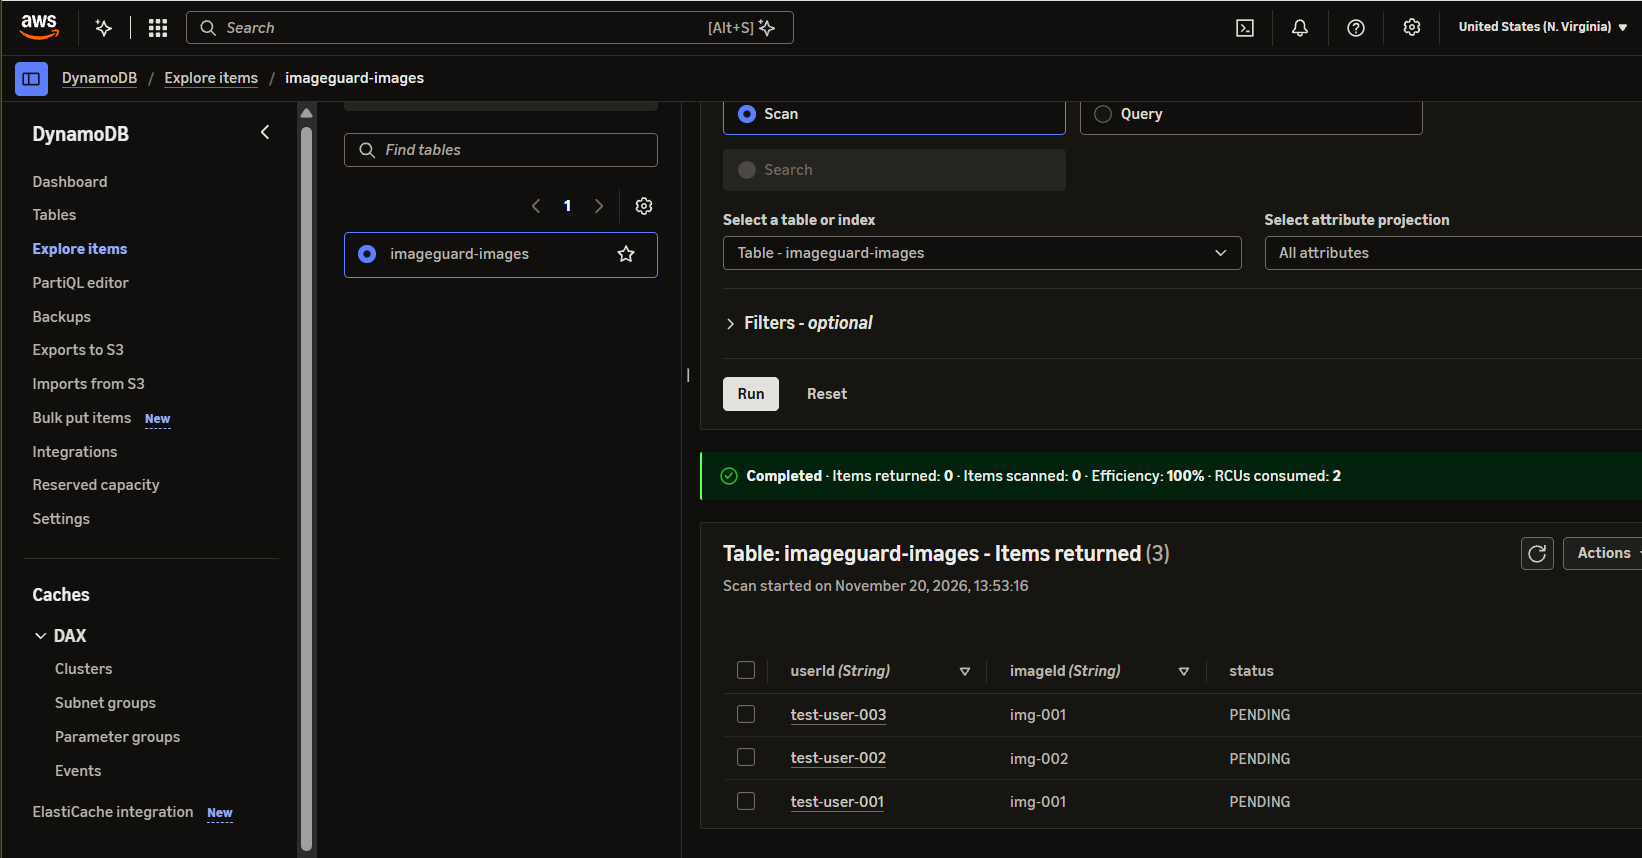 aws
Search [Alt+S]
United States (N. Virginia)
DynamoDB / Explore items / imageguard-images
DynamoDB
Dashboard
Tables
Explore items
PartiQL editor
Backups
Exports to S3
Imports from S3
Bulk put items New
Integrations
Reserved capacity
Settings
Caches
DAX
Clusters
Subnet groups
Parameter groups
Events
ElastiCache integration New
Find tables
1
imageguard-images
Scan
Query
Search
Select a table or index
Table - imageguard-images
Select attribute projection
All attributes
Filters - optional
Run
Reset
Completed · Items returned: 0 · Items scanned: 0 · Efficiency: 100% · RCUs consumed: 2
Table: imageguard-images - Items returned (3)
Scan started on November 20, 2026, 13:53:16
Actions
userId (String) imageId (String) status
test-user-003 img-001 PENDING
test-user-002 img-002 PENDING
test-user-001 img-001 PENDING